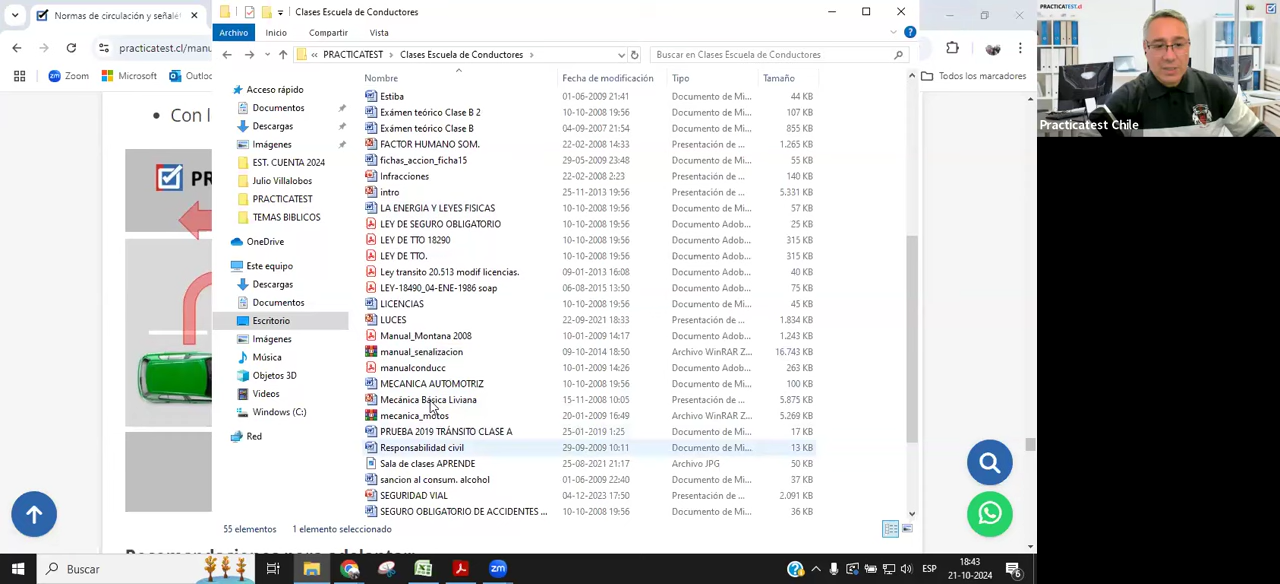 Normas de circulación y señalét
practicatest.cl/manu
Zoom
Microsoft
Outloo
Todos los marcadores
Clases Escuela de Conductores
Archivo
Inicio
Compartir
Vista
« PRACTICATEST > Clases Escuela de Conductores >
Buscar en Clases Escuela de Conductores
Nombre
Fecha de modificación
Tipo
Tamaño
Acceso rápido
Documentos
Descargas
Imágenes
EST. CUENTA 2024
Julio Villalobos
PRACTICATEST
TEMAS BIBLICOS
OneDrive
Este equipo
Descargas
Documentos
Escritorio
Imágenes
Música
Objetos 3D
Videos
Windows (C:)
Red
Estiba 01-06-2009 21:41 Documento de Mi... 44 KB
Exámen teórico Clase B 2 10-10-2008 19:56 Documento de Mi... 107 KB
Exámen teórico Clase B 04-09-2007 21:54 Documento de Mi... 855 KB
FACTOR HUMANO SOM. 22-02-2008 14:33 Presentación de ... 1.265 KB
fichas_accion_ficha15 29-05-2009 23:48 Documento de Mi... 55 KB
Infracciones 22-02-2008 2:23 Presentación de ... 140 KB
intro 25-11-2013 19:56 Presentación de ... 5.331 KB
LA ENERGIA Y LEYES FISICAS 10-10-2008 19:56 Documento de Mi... 57 KB
LEY DE SEGURO OBLIGATORIO 10-10-2008 19:56 Documento Adob... 25 KB
LEY DE TTO 18290 10-10-2008 19:56 Documento Adob... 315 KB
LEY DE TTO. 10-10-2008 19:56 Documento Adob... 315 KB
Ley transito 20.513 modif licencias. 09-01-2013 16:08 Documento Adob... 40 KB
LEY-18490_04-ENE-1986 soap 06-08-2015 13:50 Documento Adob... 75 KB
LICENCIAS 10-10-2008 19:56 Documento de Mi... 45 KB
LUCES 22-09-2021 18:33 Presentación de ... 1.834 KB
Manual_Montana 2008 10-01-2009 14:17 Documento Adob... 1.243 KB
manual_senalizacion 09-10-2014 18:50 Archivo WinRAR Z... 16.743 KB
manualconducc 10-01-2009 14:26 Documento Adob... 263 KB
MECANICA AUTOMOTRIZ 10-10-2008 19:56 Documento de Mi... 100 KB
Mecánica Básica Liviana 15-11-2008 10:05 Presentación de ... 5.875 KB
mecanica_motos 20-01-2009 16:49 Archivo WinRAR Z... 5.269 KB
PRUEBA 2019 TRÁNSITO CLASE A 25-01-2019 1:25 Documento de Mi... 17 KB
Responsabilidad civil 29-09-2009 10:11 Documento de Mi... 13 KB
Sala de clases APRENDE 25-08-2021 21:17 Archivo JPG 50 KB
sancion al consum. alcohol 01-06-2009 22:40 Documento de Mi... 37 KB
SEGURIDAD VIAL 04-12-2023 17:50 Presentación de ... 2.091 KB
SEGURO OBLIGATORIO DE ACCIDENTES ... 10-10-2008 19:56 Documento de Mi... 36 KB
55 elementos
1 elemento seleccionado
• Con l
PR
PRACTICATEST.cl
Practicatest Chile
Buscar
zm
ESP
18:43
21-10-2024
6